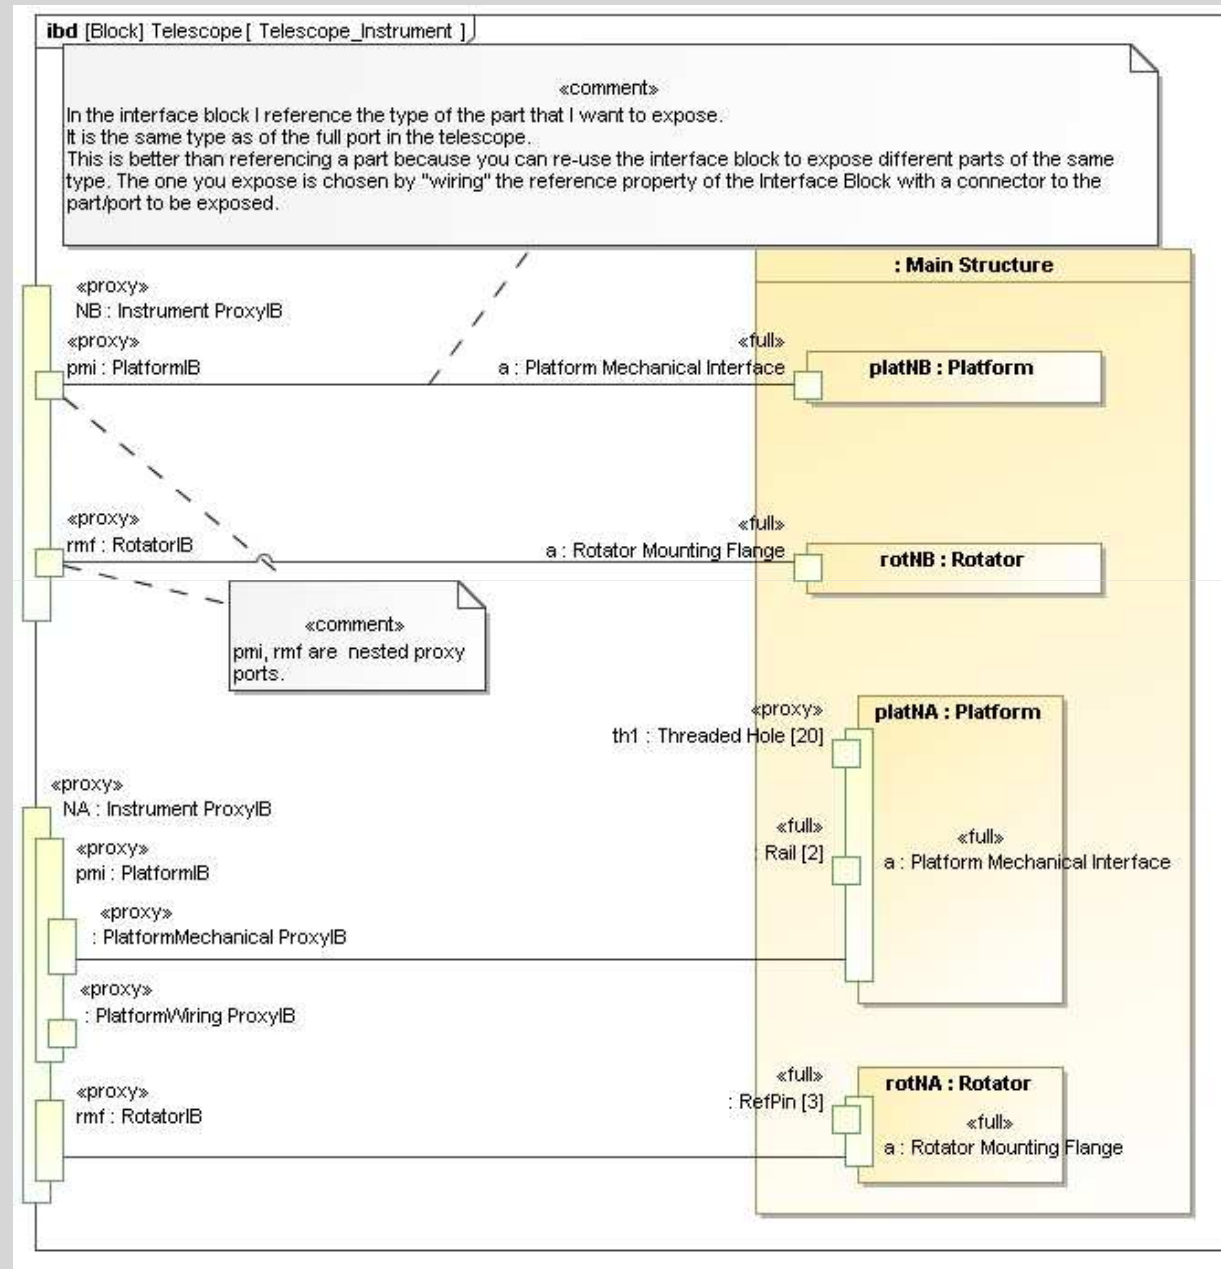 ibd [Block] Telescope [ Telescope_Instrument ]
«comment»
In the interface block I reference the type of the part that I want to expose.
It is the same type as of the full port in the telescope.
This is better than referencing a part because you can re-use the interface block to expose different parts of the same
type. The one you expose is chosen by "wiring" the reference property of the Interface Block with a connector to the
part/port to be exposed.
: Main Structure
«proxy»
NB : Instrument ProxyIB
«proxy»
pmi : PlatformIB
«full»
a : Platform Mechanical Interface
platNB : Platform
«proxy»
rmf : RotatorIB
«full»
a : Rotator Mounting Flange
rotNB : Rotator
«comment»
pmi, rmf are  nested proxy
ports.
«proxy»
th1 : Threaded Hole [20]
platNA : Platform
«proxy»
NA : Instrument ProxyIB
«proxy»
pmi : PlatformIB
«full»
: Rail [2]
«full»
a : Platform Mechanical Interface
«proxy»
: PlatformMechanical ProxyIB
«proxy»
: PlatformWiring ProxyIB
«proxy»
rmf : RotatorIB
«full»
: RefPin [3]
rotNA : Rotator
«full»
a : Rotator Mounting Flange